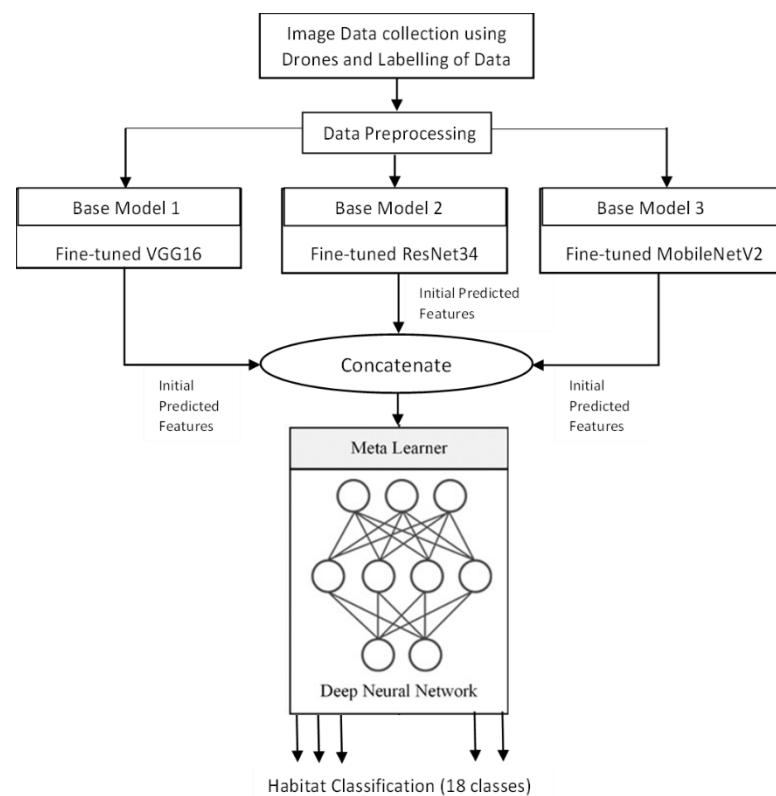 Image Data collection using
Drones and Labelling of Data
Data Preprocessing
Base Model 1
Fine-tuned VGG16
Base Model 2
Fine-tuned ResNet34
Base Model 3
Fine-tuned MobileNetV2
Initial Predicted
Features
Concatenate
Initial
Predicted
Features
Initial
Predicted
Features
Meta Learner
Deep Neural Network
Habitat Classification (18 classes)